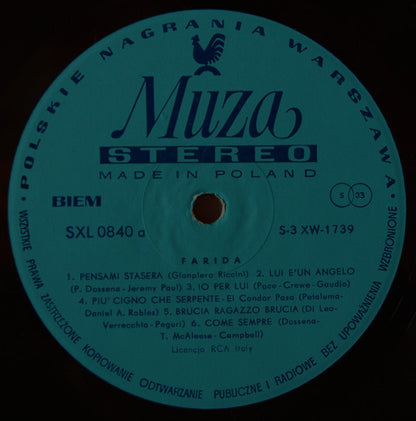 · POLSKIE NAGRANIA WARSZAWA ·
Muza
STEREO
MADE IN POLAND
BIEM
S 33
SXL 0840 a
S-3 XW-1739
FARIDA
1. PENSAMI STASERA (Gianpiero Riccini) 2. LUI E'UN ANGELO
(P. Dossena-Jeremy Paul) 3. IO PER LUI (Pace-Crewe-Gaudio)
4. PIU' CIGNO CHE SERPENTE - El Condor Pasa (Petaluma-
Daniel A. Robles) 5. BRUCIA RAGAZZO BRUCIA (Di Leo-
Verrecchia-Pegari) 6. COME SEMPRE (Dossena-
T. McAleese-Campbell)
Licencja RCA Italy
WSZYSTKIE PRAWA ZASTRZEŻONE KOPIOWANIE ODTWARZANIE PUBLICZNE I RADIOWE BEZ UPOWAŻNIENIA WZBRONIONE